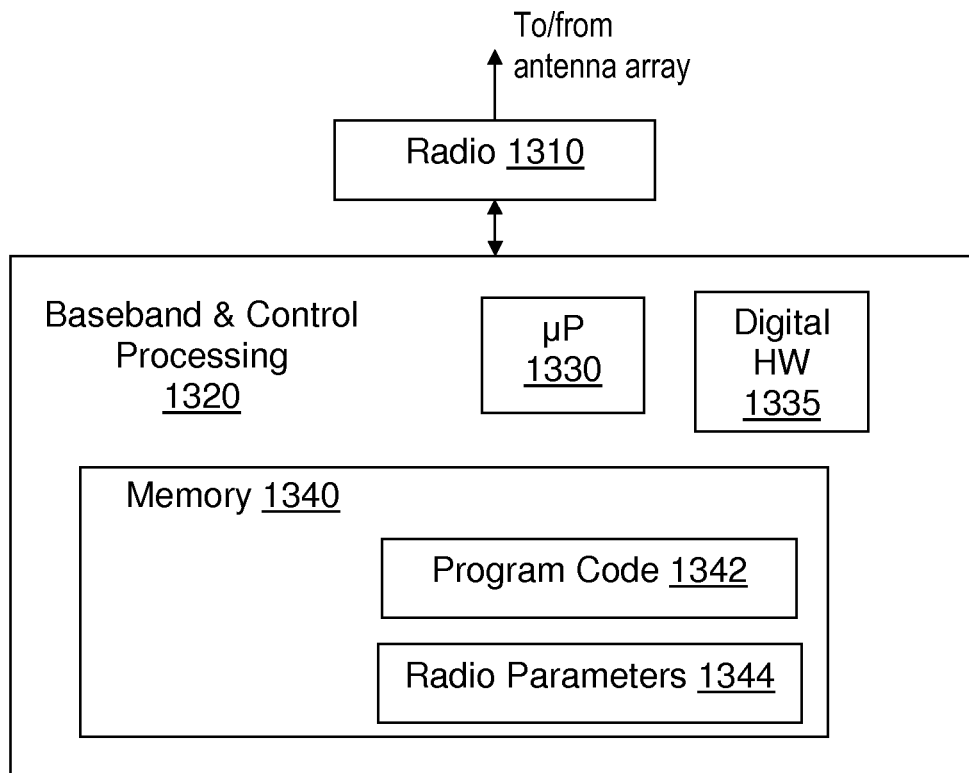 To/from
antenna array
Radio 1310
Baseband & Control
Processing
1320
µP
1330
Digital
HW
1335
Memory 1340
Program Code 1342
Radio Parameters 1344